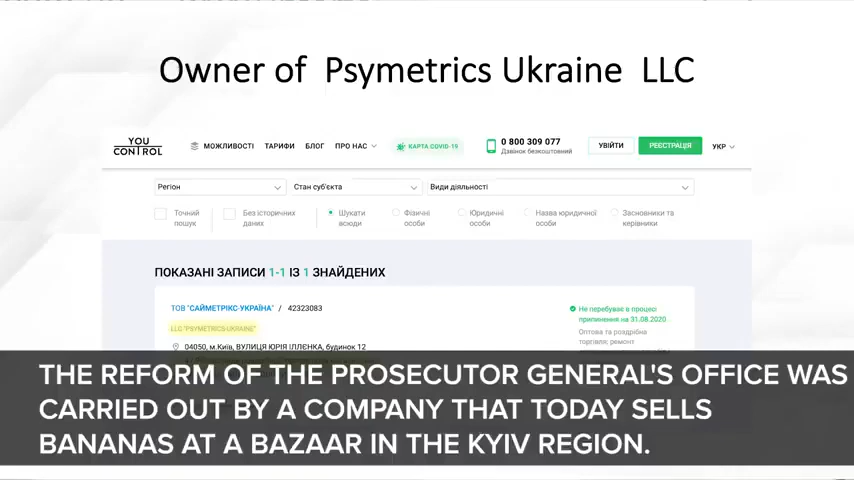 Owner of Psymetrics Ukraine LLC
YOU CONTROL
МОЖЛИВОСТІ ТАРИФИ БЛОГ ПРО НАС КАРТА COVID-19 0 800 309 077 УВІЙТИ РЕЄСТРАЦІЯ УКР
Дзвінок безкоштовний
Регіон Стан суб'єкта Види діяльності
Точний пошук Без історичних даних Шукати всюди Фізичні особи Юридичні особи Назва юридичної особи Засновники та керівники
ПОКАЗАНІ ЗАПИСИ 1-1 ІЗ 1 ЗНАЙДЕНИХ
ТОВ "САЙМЕТРІКС-УКРАЇНА" / 42323083
Не перебуває в процесі
припинення на 31.08.2020
LLC "PSYMETRICS-UKRAINE"
Оптова та роздрібна
торгівля; ремонт
04050, м.Київ, ВУЛИЦЯ ЮРІЯ ІЛЛЄНКА, будинок 12
THE REFORM OF THE PROSECUTOR GENERAL'S OFFICE WAS
CARRIED OUT BY A COMPANY THAT TODAY SELLS
BANANAS AT A BAZAAR IN THE KYIV REGION.